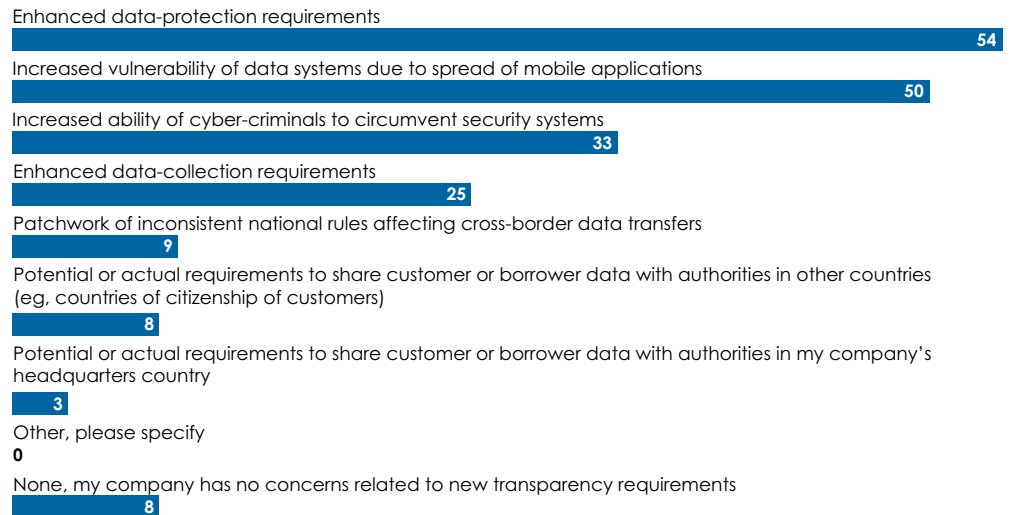 Enhanced data-protection requirements
54
Increased vulnerability of data systems due to spread of mobile applications
50
Increased ability of cyber-criminals to circumvent security systems
33
Enhanced data-collection requirements
25
Patchwork of inconsistent national rules affecting cross-border data transfers
9
Potential or actual requirements to share customer or borrower data with authorities in other countries
(eg, countries of citizenship of customers)
8
Potential or actual requirements to share customer or borrower data with authorities in my company’s
headquarters country
3
Other, please specify
0
None, my company has no concerns related to new transparency requirements
8